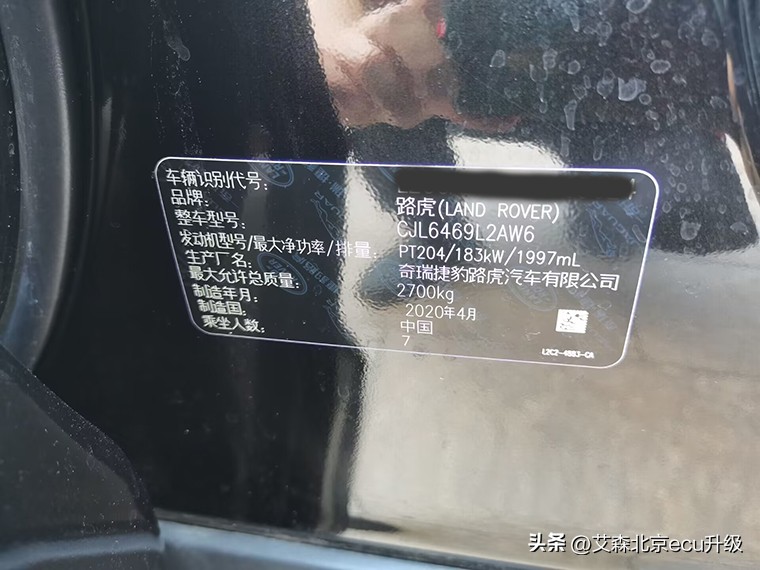 车辆识别代号:
品牌: 路虎(LAND ROVER)
整车型号: CJL6469L2AW6
发动机型号/最大净功率/排量: PT204/183kW/1997mL
生产厂名: 奇瑞捷豹路虎汽车有限公司
最大允许总质量: 2700kg
制造年月: 2020年4月
制造国: 中国
乘坐人数: 7
L2C2-4BB3-CA
头条 @艾森北京ecu升级